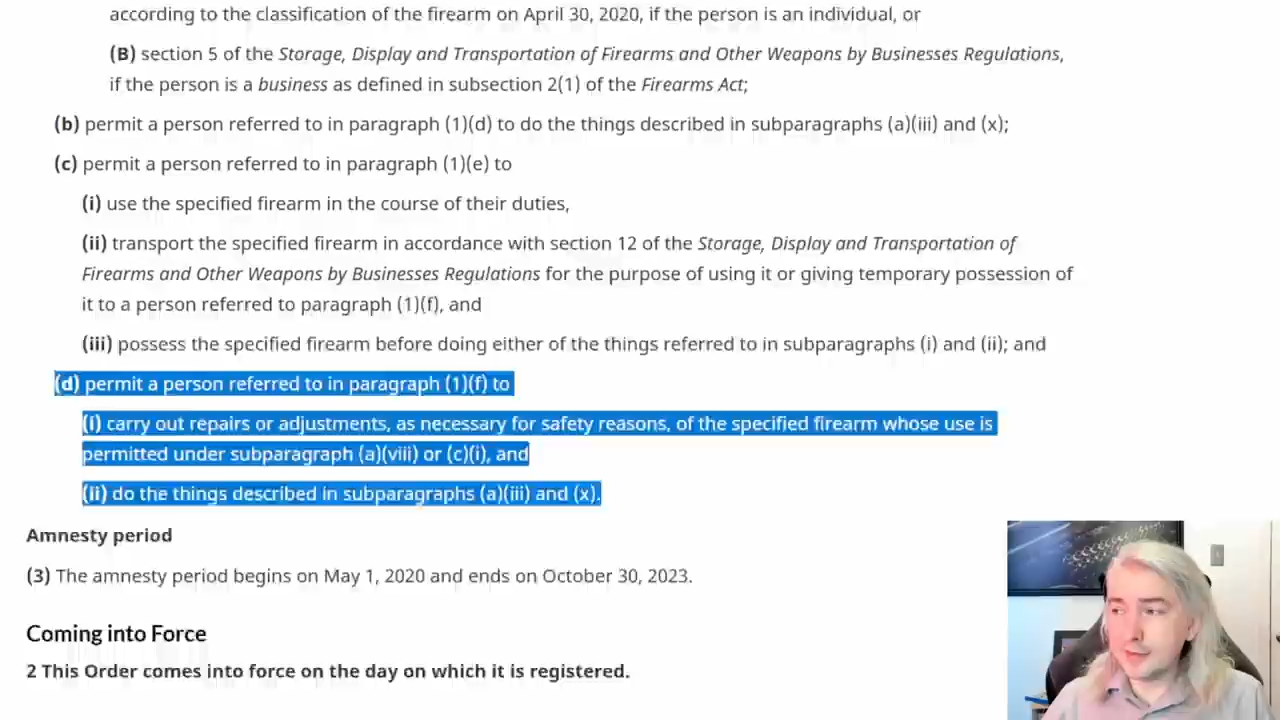 according to the classification of the firearm on April 30, 2020, if the person is an individual, or
(B) section 5 of the Storage, Display and Transportation of Firearms and Other Weapons by Businesses Regulations,
if the person is a business as defined in subsection 2(1) of the Firearms Act;
(b) permit a person referred to in paragraph (1)(d) to do the things described in subparagraphs (a)(iii) and (x);
(c) permit a person referred to in paragraph (1)(e) to
(i) use the specified firearm in the course of their duties,
(ii) transport the specified firearm in accordance with section 12 of the Storage, Display and Transportation of
Firearms and Other Weapons by Businesses Regulations for the purpose of using it or giving temporary possession of
it to a person referred to paragraph (1)(f), and
(iii) possess the specified firearm before doing either of the things referred to in subparagraphs (i) and (ii); and
(d) permit a person referred to in paragraph (1)(f) to
(i) carry out repairs or adjustments, as necessary for safety reasons, of the specified firearm whose use is
permitted under subparagraph (a)(viii) or (c)(i), and
(ii) do the things described in subparagraphs (a)(iii) and (x).
Amnesty period
(3) The amnesty period begins on May 1, 2020 and ends on October 30, 2023.
Coming into Force
2 This Order comes into force on the day on which it is registered.